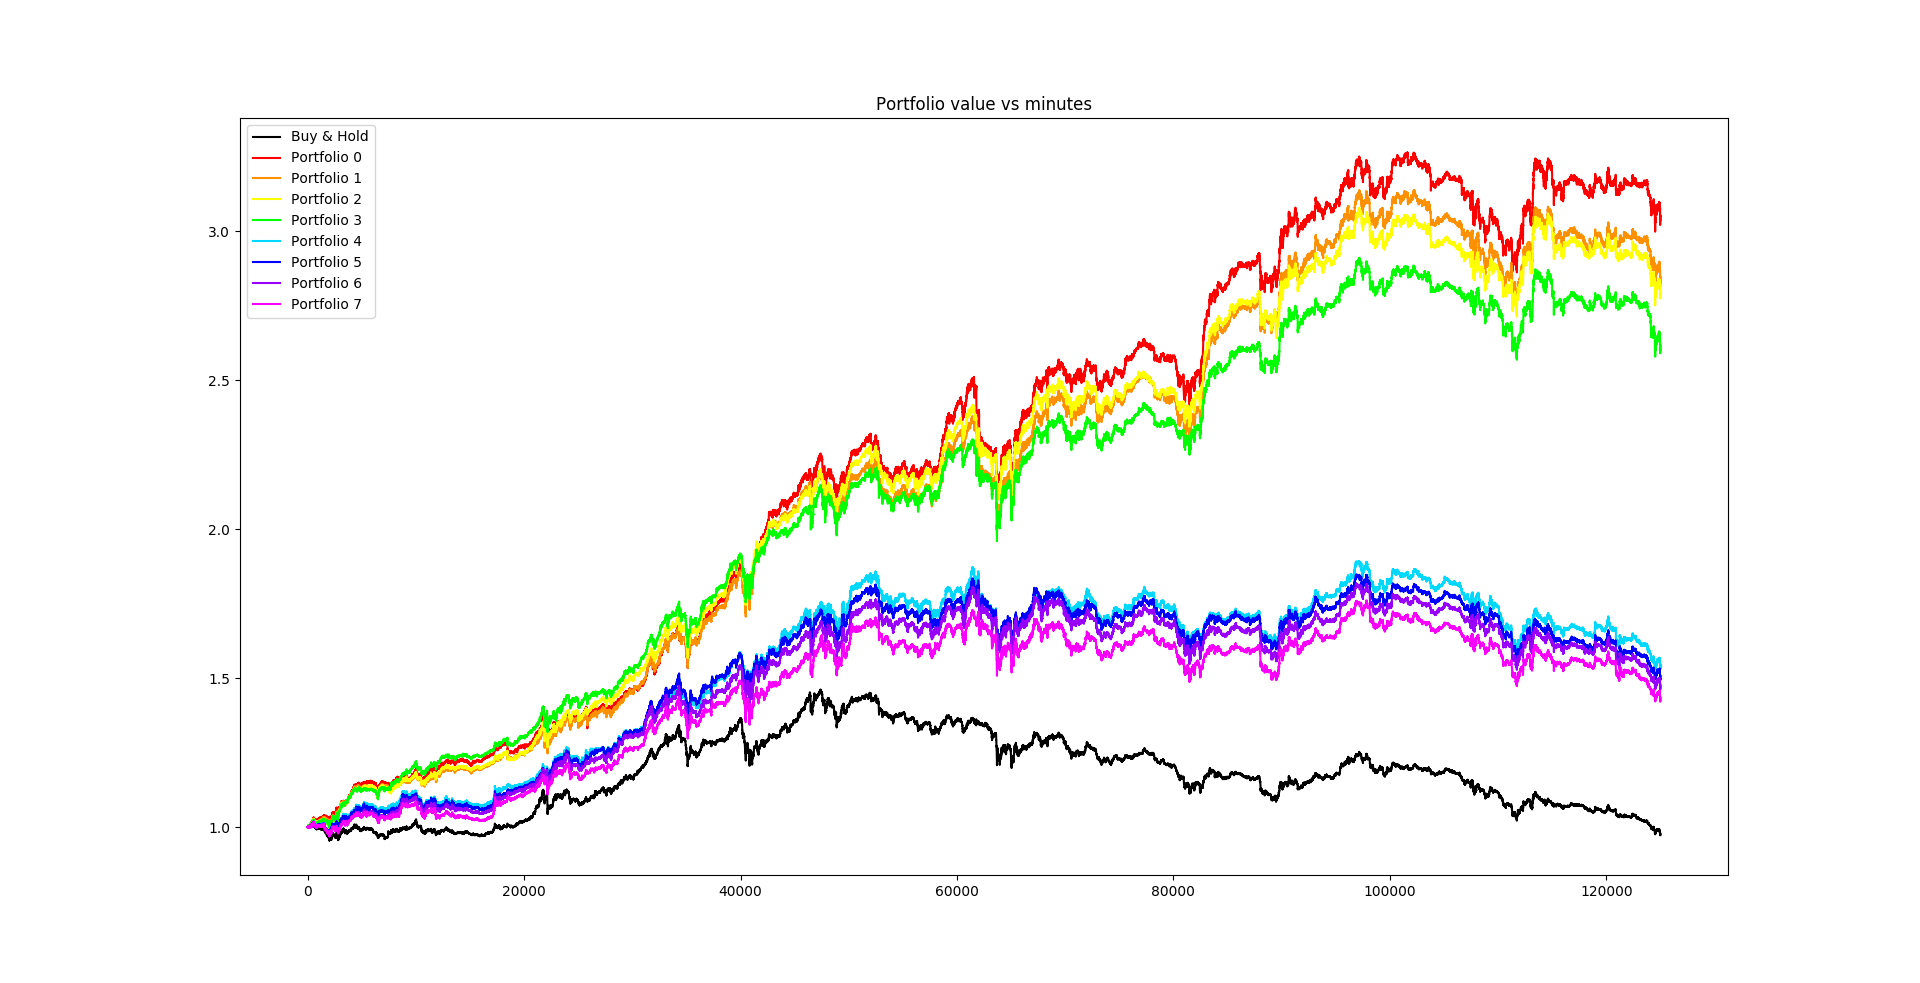 Portfolio value vs minutes
Buy & Hold
Portfolio 0
Portfolio 1
Portfolio 2
Portfolio 3
Portfolio 4
Portfolio 5
Portfolio 6
Portfolio 7
3.0
2.5
2.0
1.5
1.0
0 20000 40000 60000 80000 100000 120000